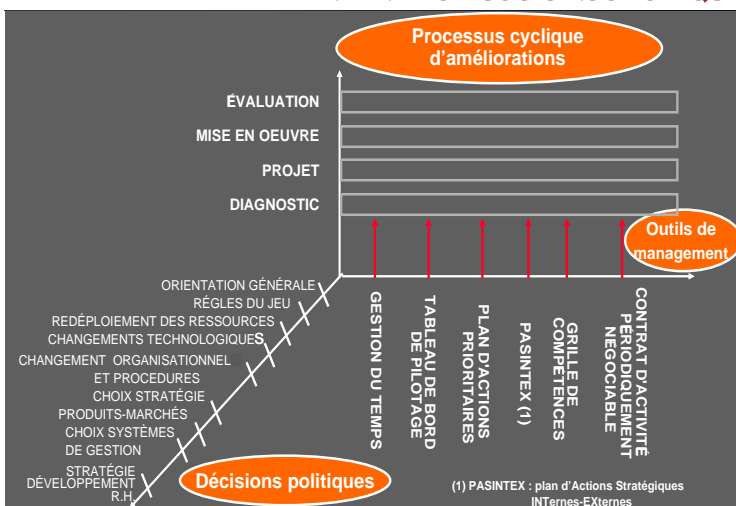 Processus cyclique
d'améliorations
ÉVALUATION
MISE EN OEUVRE
PROJET
DIAGNOSTIC
Outils de
management
ORIENTATION GÉNÉRALE
RÉGLES DU JEU
REDÉPLOIEMENT DES RESSOURCES
CHANGEMENTS TECHNOLOGIQUES
CHANGEMENT ORGANISATIONNEL
ET PROCEDURES
CHOIX STRATÉGIE
PRODUITS-MARCHÉS
CHOIX SYSTÈMES
DE GESTION
STRATÉGIE
DÉVELOPPEMENT
R.H.
GESTION DU TEMPS
TABLEAU DE BORD
DE PILOTAGE
PLAN D'ACTIONS
PRIORITAIRES
PASINTEX (1)
GRILLE DE
COMPÉTENCES
CONTRAT D'ACTIVITÉ
PÉRIODIQUEMENT
NEGOCIABLE
Décisions politiques
(1) PASINTEX : plan d'Actions Stratégiques
INTernes-EXternes